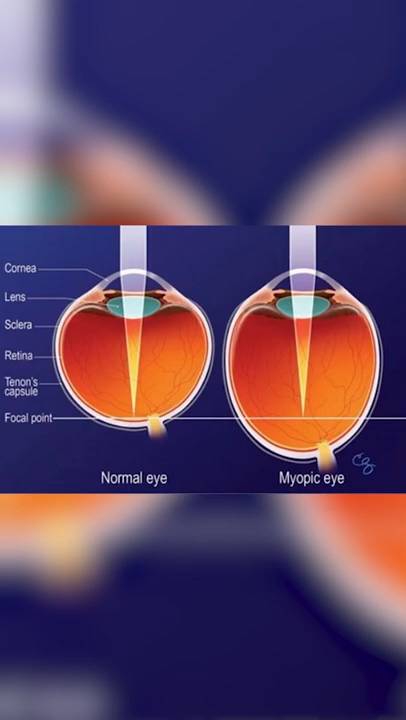 Cornea
Lens
Sclera
Retina
Tenon's
capsule
Focal point
Normal eye
Myopic eye